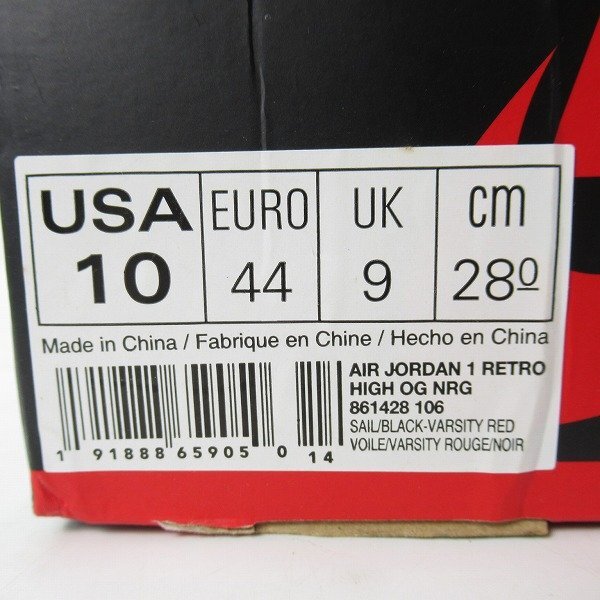 USA EURO UK cm
10 44 9 28 0
Made in China / Fabrique en Chine / Hecho en China
AIR JORDAN 1 RETRO
HIGH OG NRG
861428 106
SAIL/BLACK-VARSITY RED
VOILE/VARSITY ROUGE/NOIR
1 91888 65905 0 14